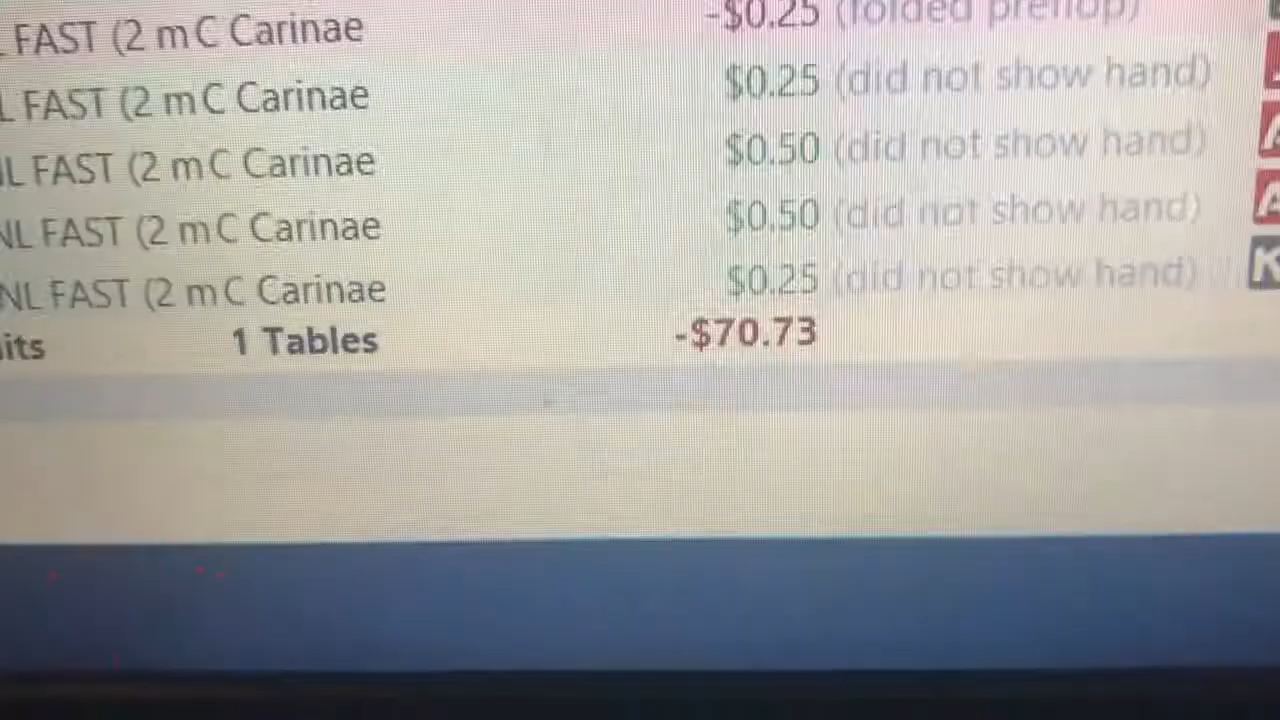 L FAST (2 m C Carinae -$0.25 (folded preflop)
L FAST (2 m C Carinae $0.25 (did not show hand)
NL FAST (2 m C Carinae $0.50 (did not show hand) A
NL FAST (2 m C Carinae $0.50 (did not show hand) A
NL FAST (2 m C Carinae $0.25 (did not show hand) K
its 1 Tables -$70.73